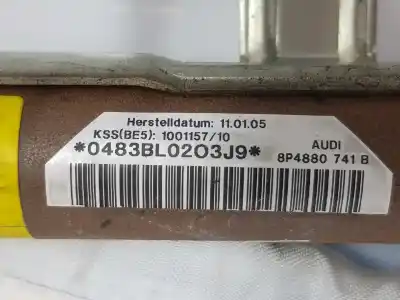 Herstelldatum: 11.01.05
KSS(BE5): 1001157/10
*0483BL0203J9*
AUDI
8P4880 741 B